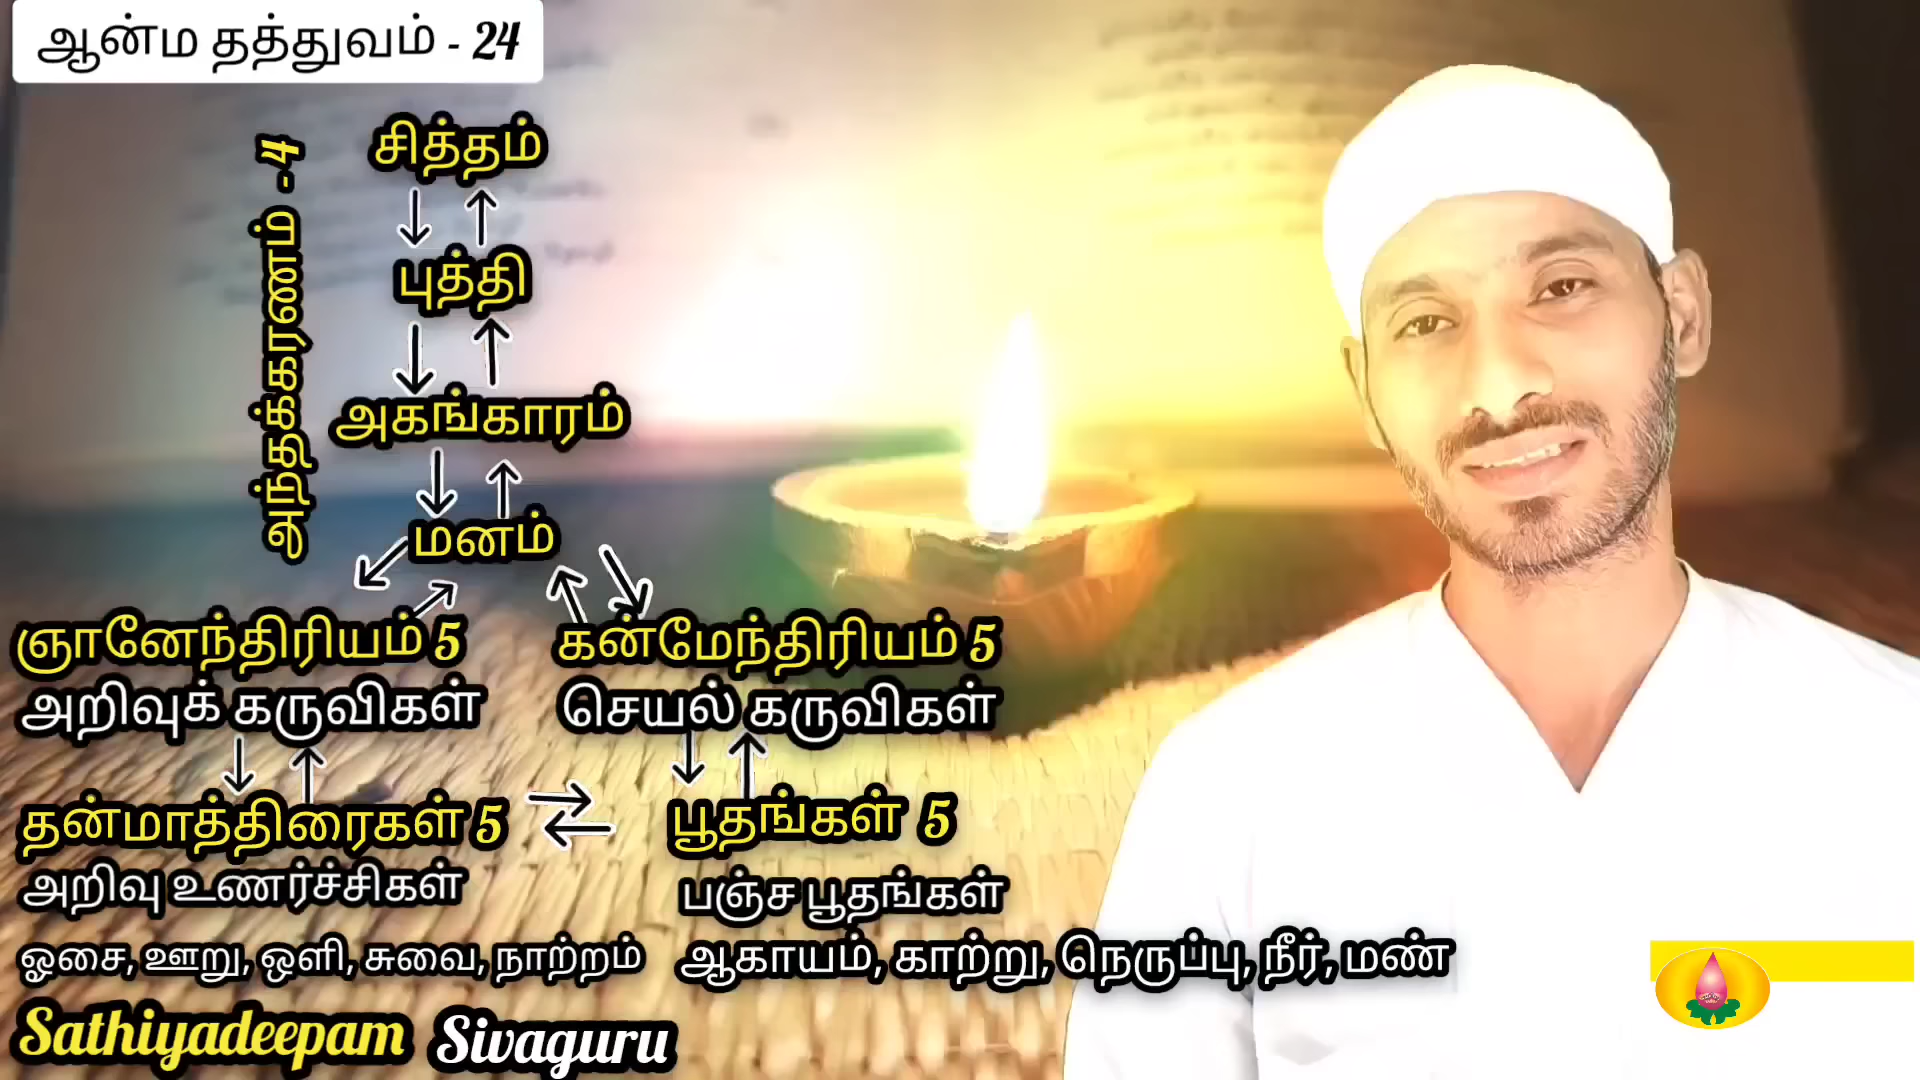 ஆன்ம தத்துவம் - 24
அந்தக்கரணம் - 4
சித்தம்
புத்தி
அகங்காரம்
மனம்
ஞானேந்திரியம் 5
அறிவுக் கருவிகள்
கன்மேந்திரியம் 5
செயல் கருவிகள்
தன்மாத்திரைகள் 5
அறிவு உணர்ச்சிகள்
ஓசை, ஊறு, ஒளி, சுவை, நாற்றம்
பூதங்கள் 5
பஞ்ச பூதங்கள்
ஆகாயம், காற்று, நெருப்பு, நீர், மண்
Sathiyadeepam Sivaguru